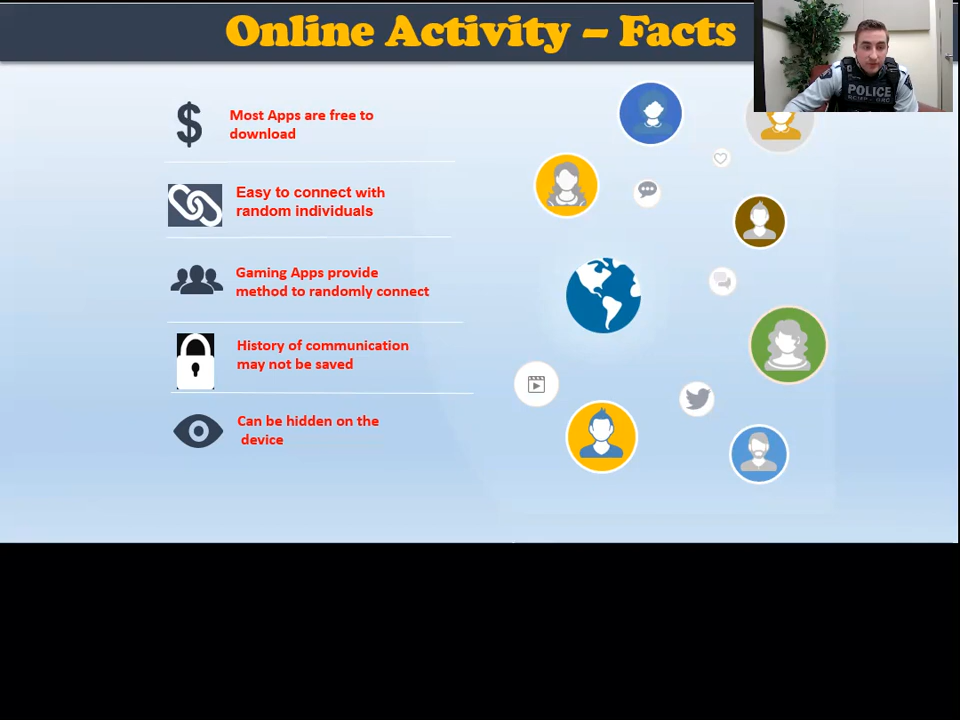 Online Activity – Facts
Most Apps are free to
download
Easy to connect with
random individuals
Gaming Apps provide
method to randomly connect
History of communication
may not be saved
Can be hidden on the
device
POLICE